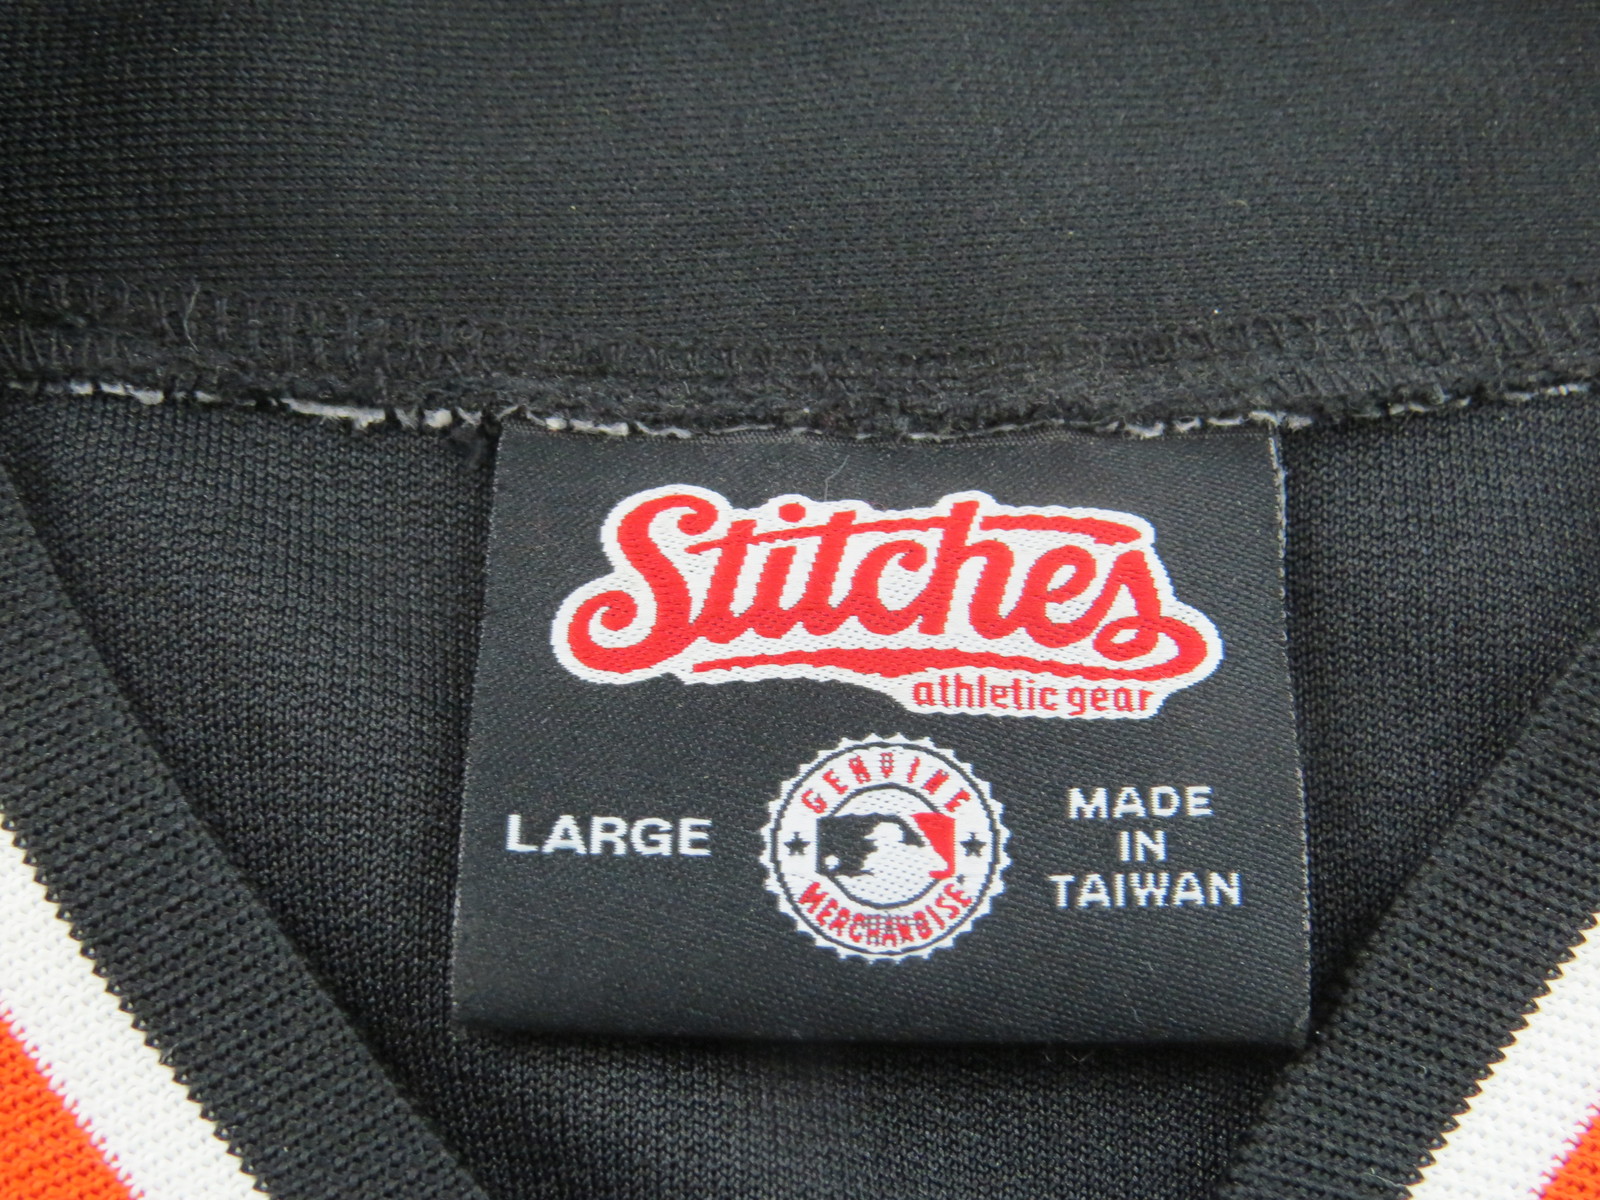 Stitches
athletic gear
LARGE
GENUINE
MERCHANDISE
MADE
IN
TAIWAN